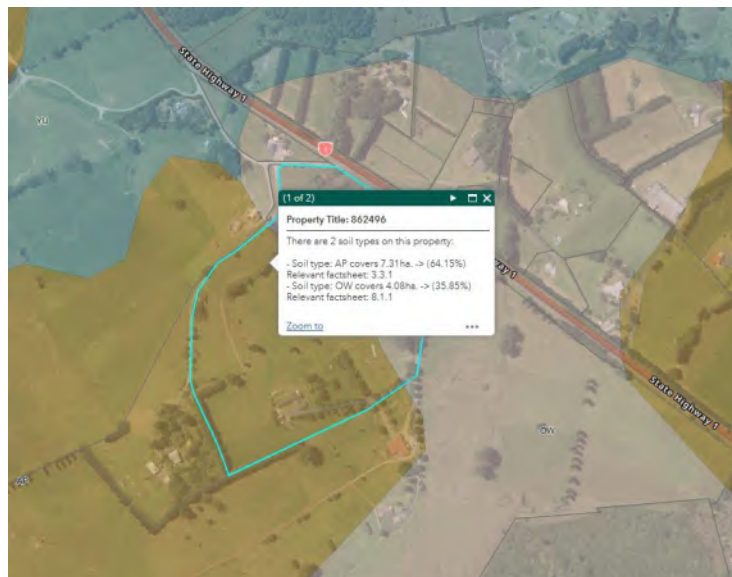 State Highway 1
YU
1
(1 of 2)
Property Title: 862496
There are 2 soil types on this property:
- Soil type: AP covers 7.31ha. -> (64.15%)
Relevant factsheet: 3.3.1
- Soil type: OW covers 4.08ha. -> (35.85%)
Relevant factsheet: 8.1.1
Zoom to
•••
State Highway 1
State Highway 1
OW
AP